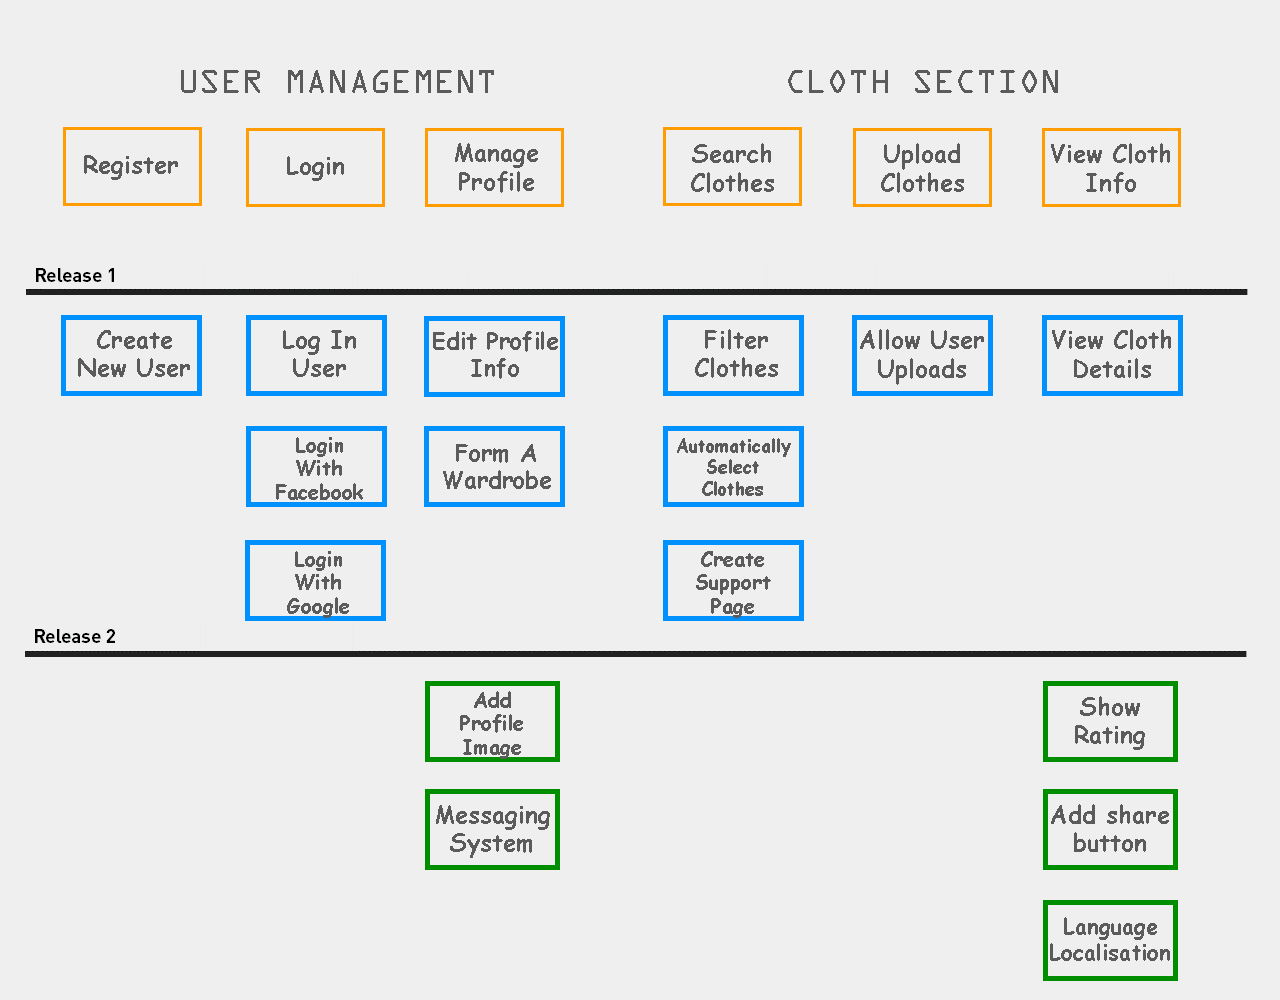 USER MANAGEMENT
CLOTH SECTION
Register
Login
Manage
Profile
Search
Clothes
Upload
Clothes
View Cloth
Info
Release 1
Create
New User
Log In
User
Edit Profile
Info
Filter
Clothes
Allow User
Uploads
View Cloth
Details
Login
With
Facebook
Form A
Wardrobe
Automatically
Select
Clothes
Login
With
Google
Create
Support
Page
Release 2
Add
Profile
Image
Show
Rating
Messaging
System
Add share
button
Language
Localisation